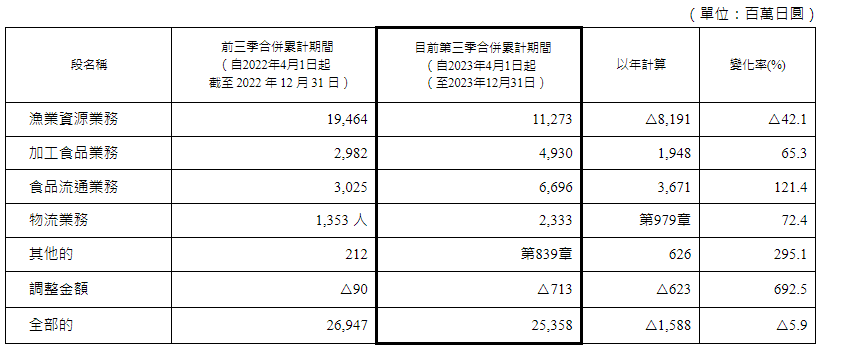 （單位：百萬日圓）
段名稱 前三季合併累計期間（自2022年4月1日起截至 2022 年 12 月 31 日） 目前第三季合併累計期間（自2023年4月1日起（至2023年12月31日） 以年計算 變化率(%)
漁業資源業務 19,464 11,273 △8,191 △42.1
加工食品業務 2,982 4,930 1,948 65.3
食品流通業務 3,025 6,696 3,671 121.4
物流業務 1,353 人 2,333 第979章 72.4
其他的 212 第839章 626 295.1
調整金額 △90 △713 △623 692.5
全部的 26,947 25,358 △1,588 △5.9